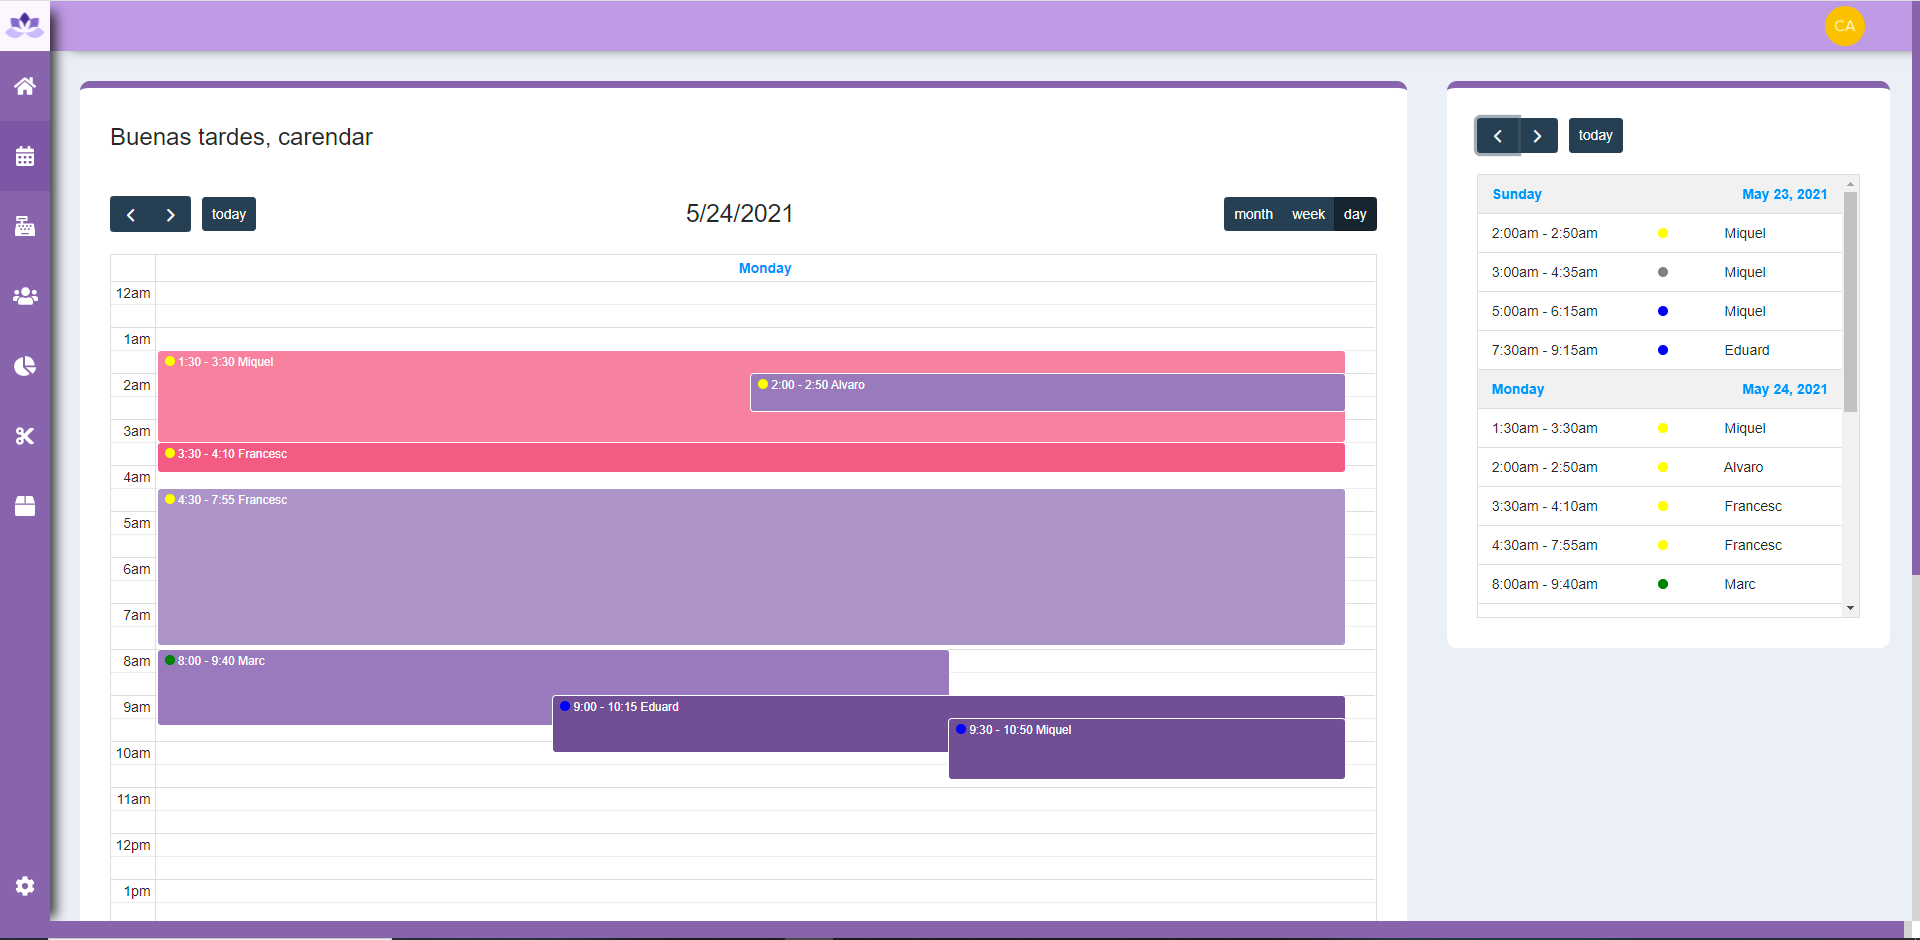 CA
Buenas tardes, carendar
today
5/24/2021
month week day
Monday
12am
1am
1:30 - 3:30 Miquel
2am
2:00 - 2:50 Alvaro
3am
3:30 - 4:10 Francesc
4am
4:30 - 7:55 Francesc
5am
6am
7am
8am
8:00 - 9:40 Marc
9am
9:00 - 10:15 Eduard
9:30 - 10:50 Miquel
10am
11am
12pm
1pm
today
Sunday May 23, 2021
2:00am - 2:50am Miquel
3:00am - 4:35am Miquel
5:00am - 6:15am Miquel
7:30am - 9:15am Eduard
Monday May 24, 2021
1:30am - 3:30am Miquel
2:00am - 2:50am Alvaro
3:30am - 4:10am Francesc
4:30am - 7:55am Francesc
8:00am - 9:40am Marc